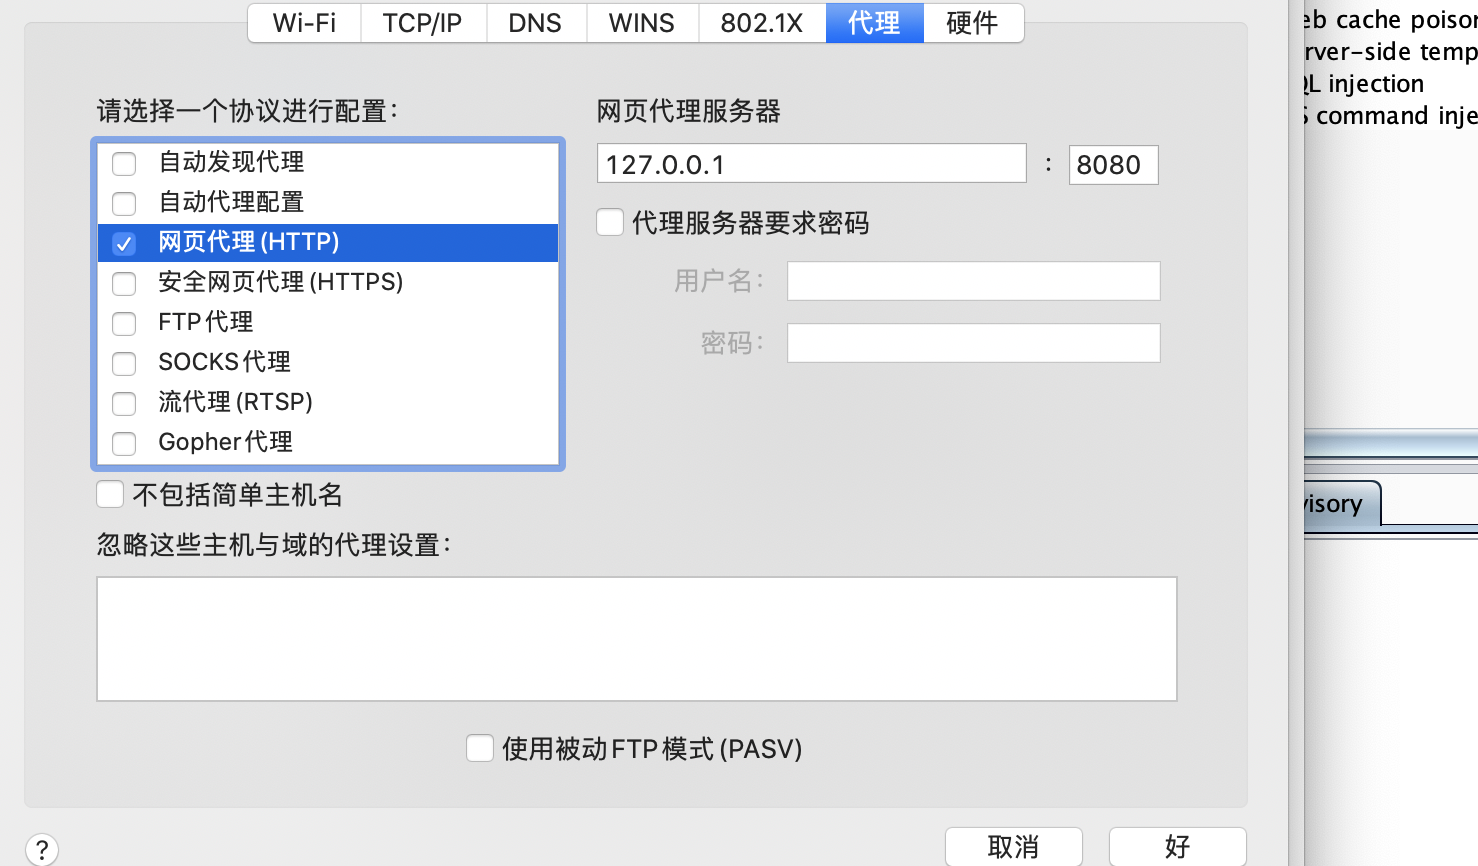 Wi-Fi TCP/IP DNS WINS 802.1X 代理 硬件
请选择一个协议进行配置：
自动发现代理
自动代理配置
网页代理(HTTP)
安全网页代理(HTTPS)
FTP代理
SOCKS代理
流代理(RTSP)
Gopher代理
不包括简单主机名
忽略这些主机与域的代理设置：
使用被动FTP模式(PASV)
网页代理服务器
127.0.0.1 : 8080
代理服务器要求密码
用户名：
密码：
? 取消 好
cache
injection
command